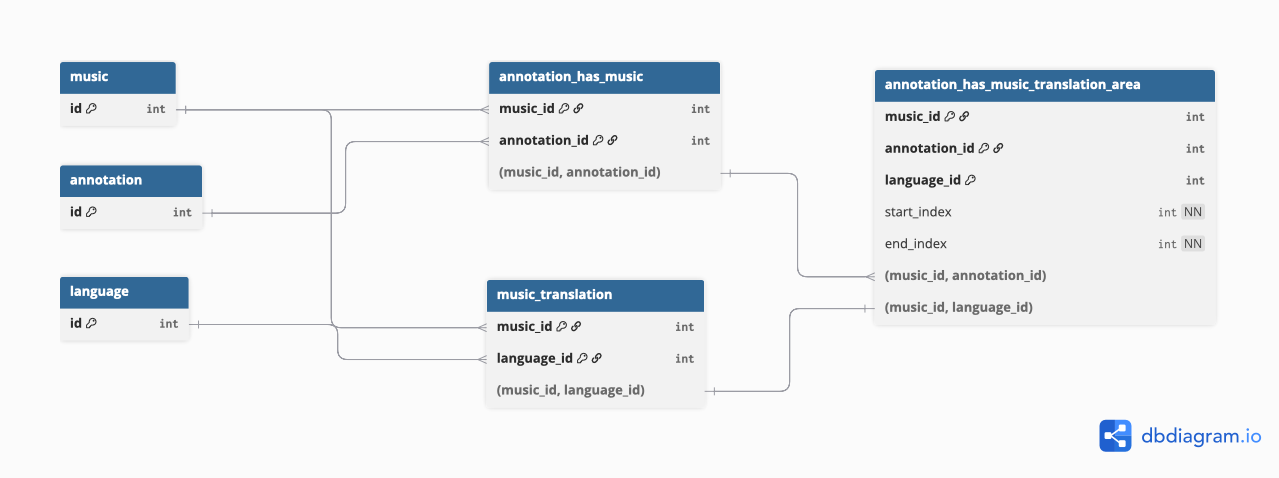 music
id int
annotation
id int
language
id int
annotation_has_music
music_id int
annotation_id int
(music_id, annotation_id)
music_translation
music_id int
language_id int
(music_id, language_id)
annotation_has_music_translation_area
music_id int
annotation_id int
language_id int
start_index int NN
end_index int NN
(music_id, annotation_id)
(music_id, language_id)
dbdiagram.io